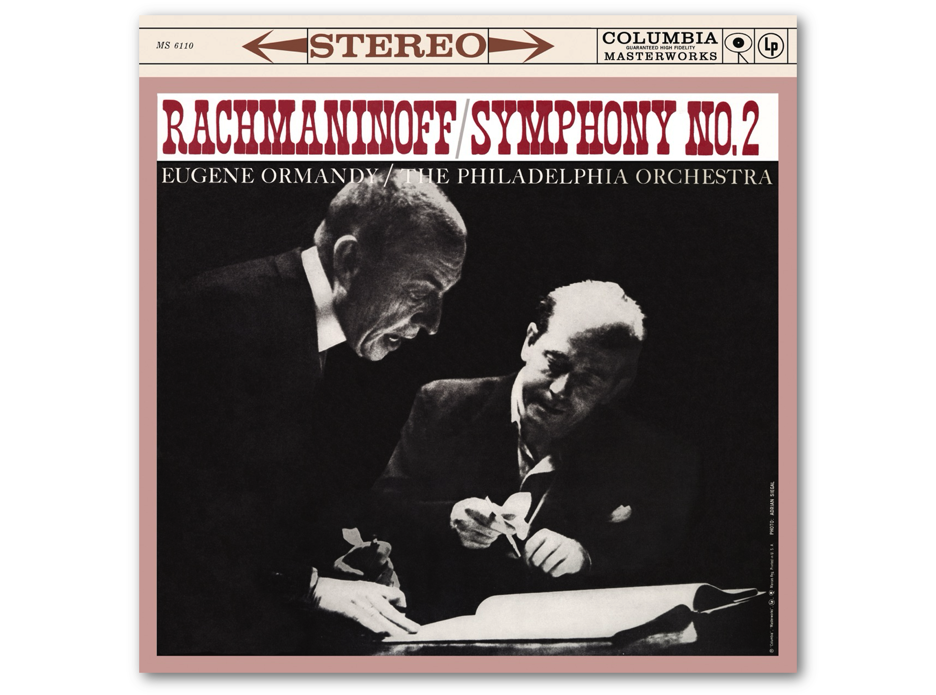 MS 6110
STEREO
COLUMBIA
GUARANTEED HIGH FIDELITY
MASTERWORKS
Lp
RACHMANINOFF/SYMPHONY NO. 2
EUGENE ORMANDY/THE PHILADELPHIA ORCHESTRA
PHOTO: ADRIAN SIEGAL